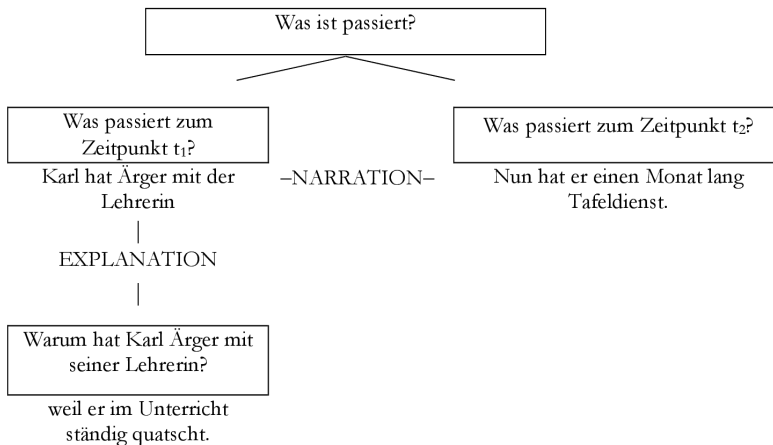 Was ist passiert?
Was passiert zum
Zeitpunkt t₁?
Was passiert zum Zeitpunkt t₂?
Karl hat Ärger mit der
Lehrerin
–NARRATION–
Nun hat er einen Monat lang
Tafeldienst.
EXPLANATION
Warum hat Karl Ärger mit
seiner Lehrerin?
weil er im Unterricht
ständig quatscht.